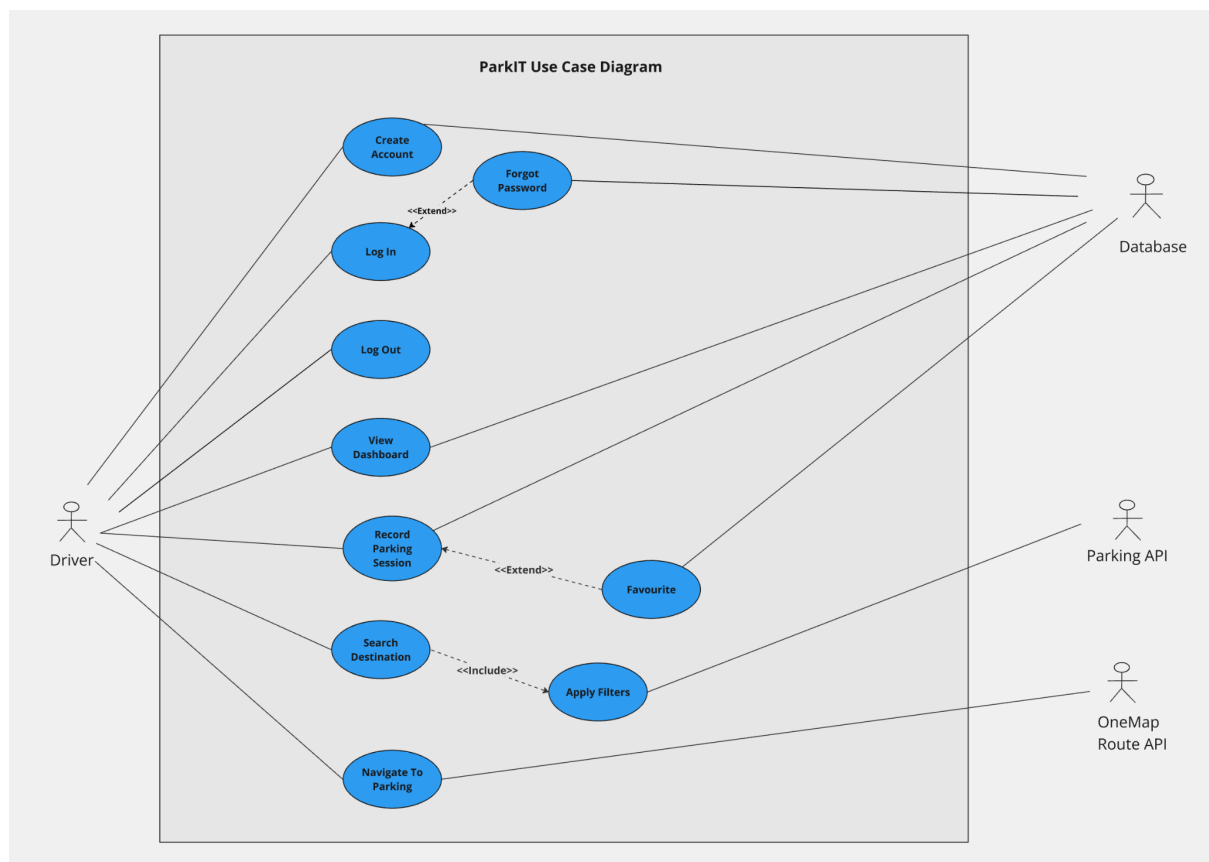 ParkIT Use Case Diagram
Create
Account
Forgot
Password
<<Extend>>
Log In
Database
Log Out
View
Dashboard
Record
Parking
Session
Driver
<<Extend>>
Parking API
Favourite
Search
Destination
<<Include>>
Apply Filters
OneMap
Route API
Navigate To
Parking